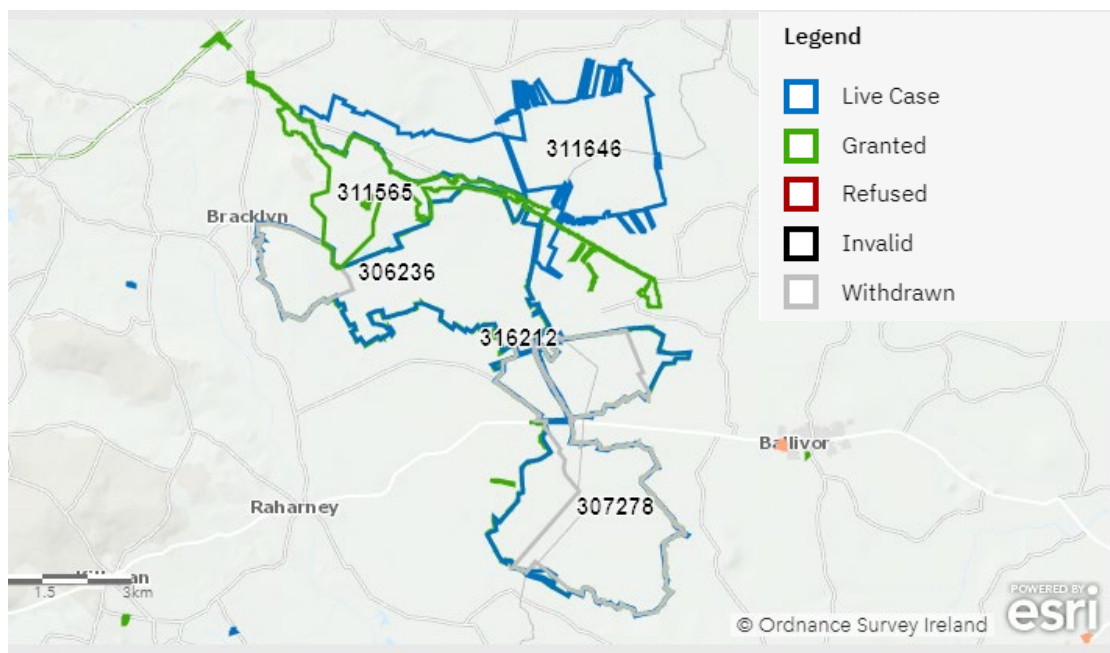 Legend
Live Case
Granted
Refused
Invalid
Withdrawn
311646
311565
Bracklyn
306236
316212
Ballivor
307278
Raharney
1.5
3km
POWERED BY
esri
© Ordnance Survey Ireland